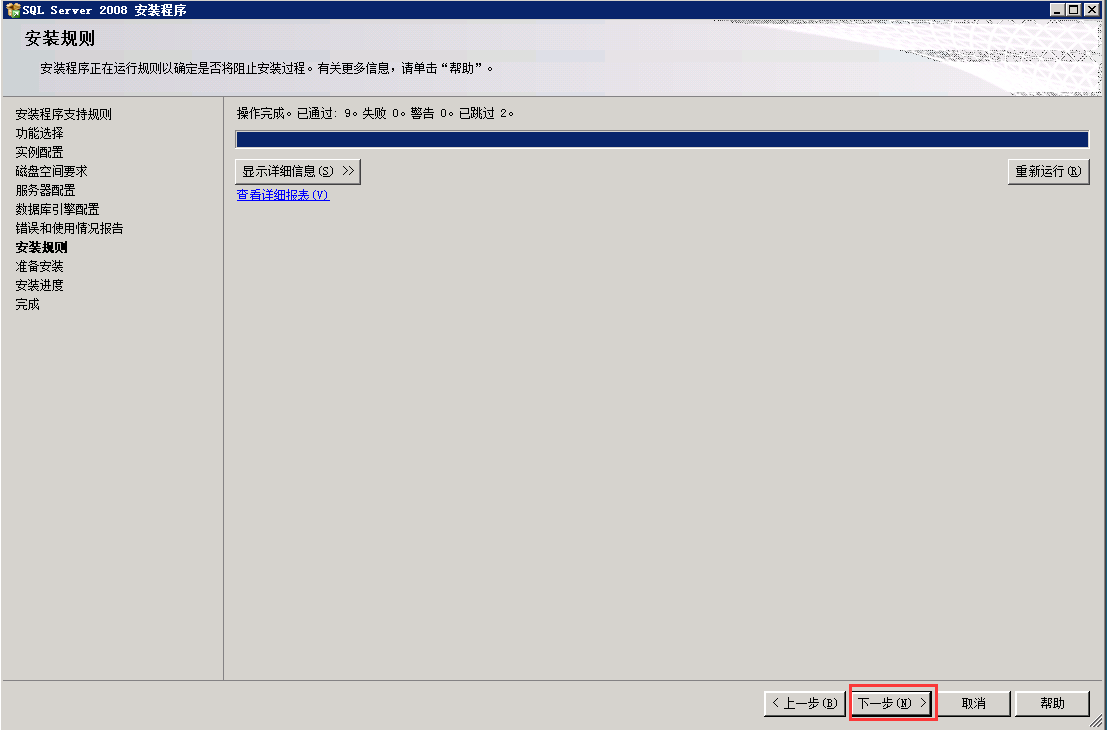 SQL Server 2008 安装程序
安装规则
安装程序正在运行规则以确定是否将阻止安装过程。有关更多信息，请单击“帮助”。
安装程序支持规则
功能选择
实例配置
磁盘空间要求
服务器配置
数据库引擎配置
错误和使用情况报告
安装规则
准备安装
安装进度
完成
操作完成。已通过: 9。失败 0。警告 0。已跳过 2。
显示详细信息(S) >>
重新运行(R)
查看详细报表(V)
< 上一步(B)
下一步(N) >
取消
帮助